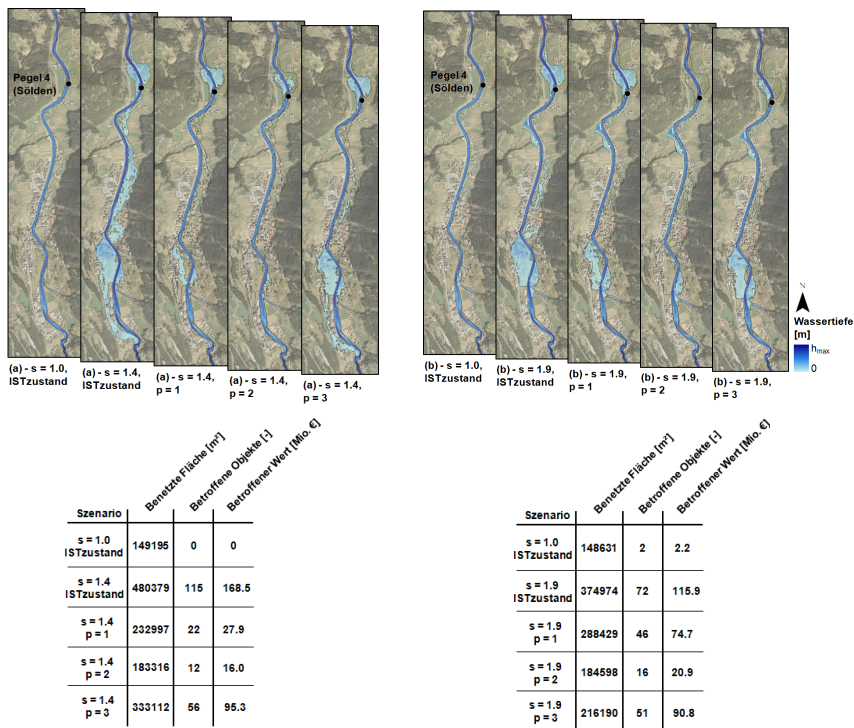 Pegel 4
(Sölden)
(a) - s = 1.0,
ISTzustand
(a) - s = 1.4,
ISTzustand
(a) - s = 1.4,
p = 1
(a) - s = 1.4,
p = 2
(a) - s = 1.4,
p = 3
Pegel 4
(Sölden)
(b) - s = 1.0,
ISTzustand
(b) - s = 1.9,
ISTzustand
(b) - s = 1.9,
p = 1
(b) - s = 1.9,
p = 2
(b) - s = 1.9,
p = 3
N
Wassertiefe
[m]
hmax
0
Szenario
Benetzte Fläche [m²]
Betroffene Objekte [-]
Betroffener Wert [Mio. €]
s = 1.0
ISTzustand
149195 0 0
s = 1.4
ISTzustand
480379 115 168.5
s = 1.4
p = 1
232997 22 27.9
s = 1.4
p = 2
183316 12 16.0
s = 1.4
p = 3
333112 56 95.3
Szenario
Benetzte Fläche [m²]
Betroffene Objekte [-]
Betroffener Wert [Mio. €]
s = 1.0
ISTzustand
148631 2 2.2
s = 1.9
ISTzustand
374974 72 115.9
s = 1.9
p = 1
288429 46 74.7
s = 1.9
p = 2
184598 16 20.9
s = 1.9
p = 3
216190 51 90.8